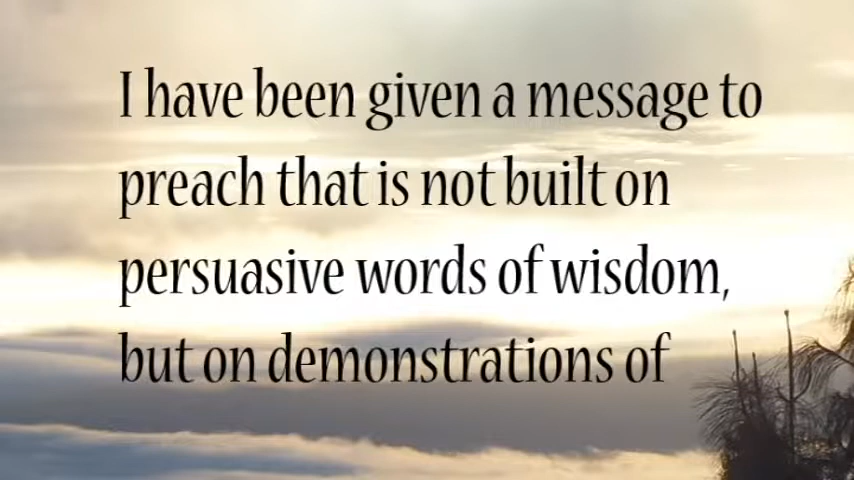 I have been given a message to
preach that is not built on
persuasive words of wisdom,
but on demonstrations of